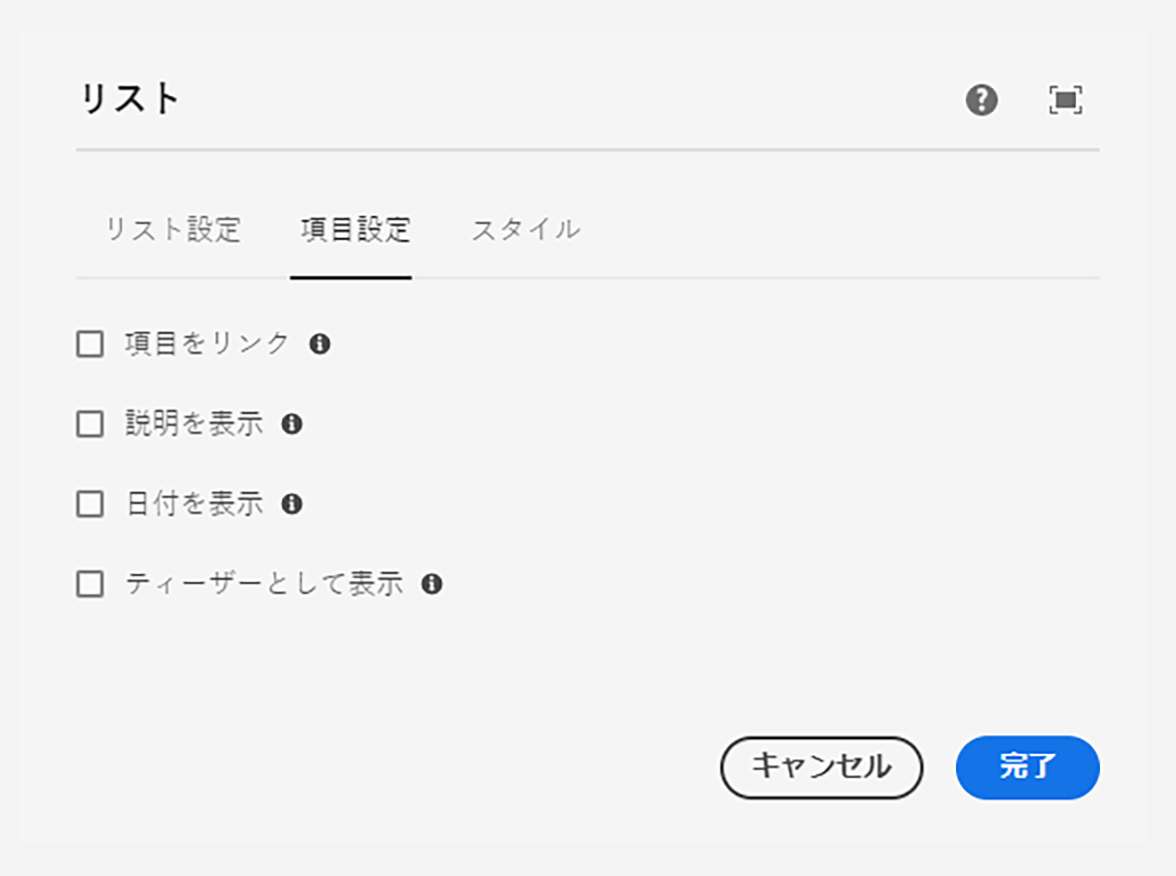 リスト
リスト設定 項目設定 スタイル
項目をリンク
説明を表示
日付を表示
ティーザーとして表示
キャンセル 完了